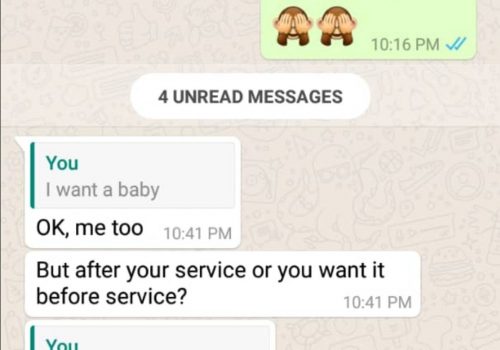 🙈🙈
10:16 PM
4 UNREAD MESSAGES
You
I want a baby
OK, me too 10:41 PM
But after your service or you want it
before service?
10:41 PM
You